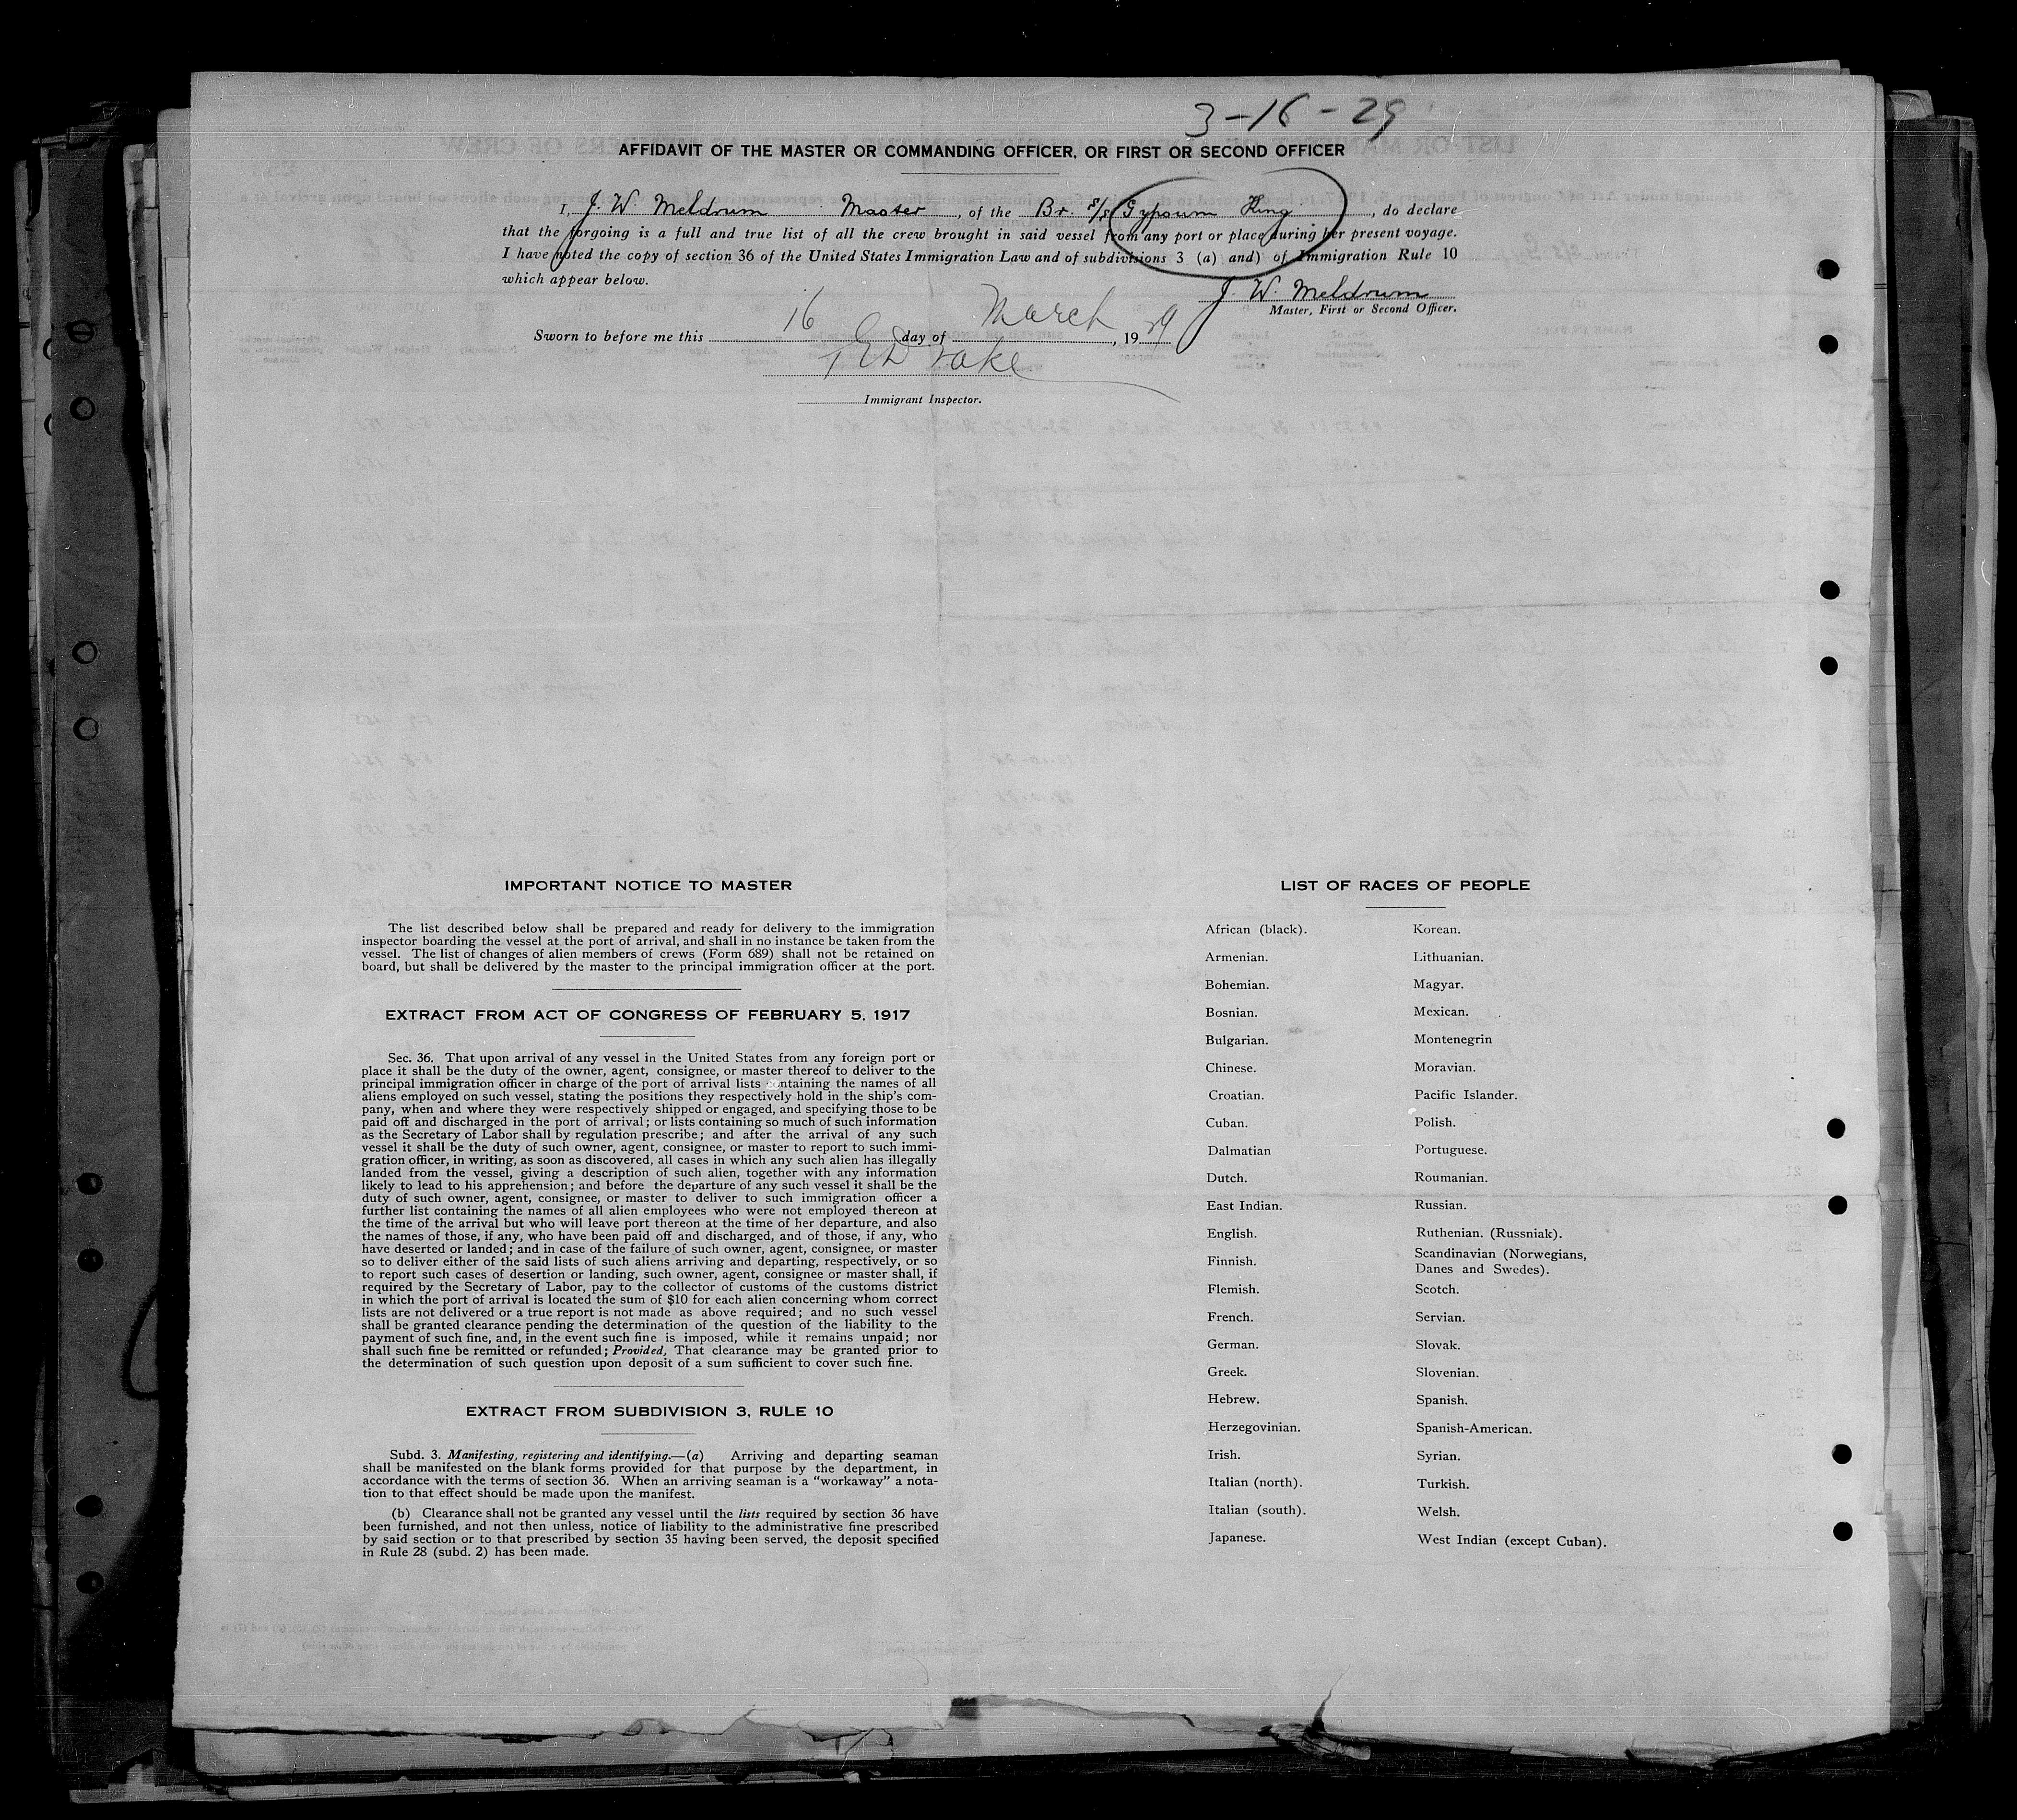 3-16-29
AFFIDAVIT OF THE MASTER OR COMMANDING OFFICER, OR FIRST OR SECOND OFFICER
I, J. W. Meldrum Master, of the Br. S/S Gypsum King, do declare
that the forgoing is a full and true list of all the crew brought in said vessel from any port or place during her present voyage.
I have noted the copy of section 36 of the United States Immigration Law and of subdivisions 3 (a) and) of Immigration Rule 10
which appear below.
J. W. Meldrum
Master, First or Second Officer.
Sworn to before me this 16 day of March, 1929
Drake
Immigrant Inspector.
IMPORTANT NOTICE TO MASTER
The list described below shall be prepared and ready for delivery to the immigration
inspector boarding the vessel at the port of arrival, and shall in no instance be taken from the
vessel. The list of changes of alien members of crews (Form 689) shall not be retained on
board, but shall be delivered by the master to the principal immigration officer at the port.
EXTRACT FROM ACT OF CONGRESS OF FEBRUARY 5, 1917
Sec. 36. That upon arrival of any vessel in the United States from any foreign port or
place it shall be the duty of the owner, agent, consignee, or master thereof to deliver to the
principal immigration officer in charge of the port of arrival lists containing the names of all
aliens employed on such vessel, stating the positions they respectively hold in the ship's com-
pany, when and where they were respectively shipped or engaged, and specifying those to be
paid off and discharged in the port of arrival; or lists containing so much of such information
as the Secretary of Labor shall by regulation prescribe; and after the arrival of any such
vessel it shall be the duty of such owner, agent, consignee, or master to report to such immi-
gration officer, in writing, as soon as discovered, all cases in which any such alien has illegally
landed from the vessel, giving a description of such alien, together with any information
likely to lead to his apprehension; and before the departure of any such vessel it shall be the
duty of such owner, agent, consignee, or master to deliver to such immigration officer a
further list containing the names of all alien employees who were not employed thereon at
the time of the arrival but who will leave port thereon at the time of her departure, and also
the names of those, if any, who have been paid off and discharged, and of those, if any, who
have deserted or landed; and in case of the failure of such owner, agent, consignee, or master
so to deliver either of the said lists of such aliens arriving and departing, respectively, or so
to report such cases of desertion or landing, such owner, agent, consignee or master shall, if
required by the Secretary of Labor, pay to the collector of customs of the customs district
in which the port of arrival is located the sum of $10 for each alien concerning whom correct
lists are not delivered or a true report is not made as above required; and no such vessel
shall be granted clearance pending the determination of the question of the liability to the
payment of such fine, and, in the event such fine is imposed, while it remains unpaid; nor
shall such fine be remitted or refunded; Provided, That clearance may be granted prior to
the determination of such question upon deposit of a sum sufficient to cover such fine.
EXTRACT FROM SUBDIVISION 3, RULE 10
Subd. 3. Manifesting, registering and identifying.—(a) Arriving and departing seaman
shall be manifested on the blank forms provided for that purpose by the department, in
accordance with the terms of section 36. When an arriving seaman is a "workaway" a nota-
tion to that effect should be made upon the manifest.
(b) Clearance shall not be granted any vessel until the lists required by section 36 have
been furnished, and not then unless, notice of liability to the administrative fine prescribed
by said section or to that prescribed by section 35 having been served, the deposit specified
in Rule 28 (subd. 2) has been made.
LIST OF RACES OF PEOPLE
African (black).
Armenian.
Bohemian.
Bosnian.
Bulgarian.
Chinese.
Croatian.
Cuban.
Dalmatian
Dutch.
East Indian.
English.
Finnish.
Flemish.
French.
German.
Greek.
Hebrew.
Herzegovinian.
Irish.
Italian (north).
Italian (south).
Japanese.
Korean.
Lithuanian.
Magyar.
Mexican.
Montenegrin
Moravian.
Pacific Islander.
Polish.
Portuguese.
Roumanian.
Russian.
Ruthenian. (Russniak).
Scandinavian (Norwegians,
Danes and Swedes).
Scotch.
Servian.
Slovak.
Slovenian.
Spanish.
Spanish-American.
Syrian.
Turkish.
Welsh.
West Indian (except Cuban).